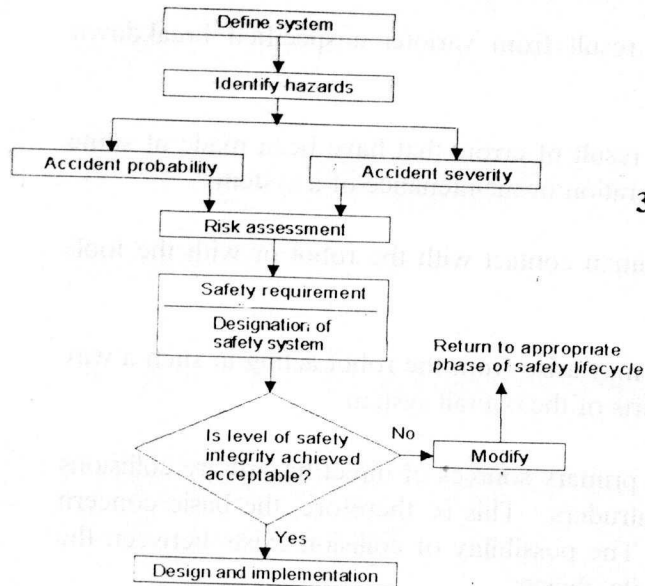 Define system
Identify hazards
Accident probability
Accident severity
3
Risk assessment
Safety requirement
Designation of
safety system
Return to appropriate
phase of safety lifecycle
Is level of safety
integrity achieved
acceptable?
No
Modify
Yes
Design and implementation